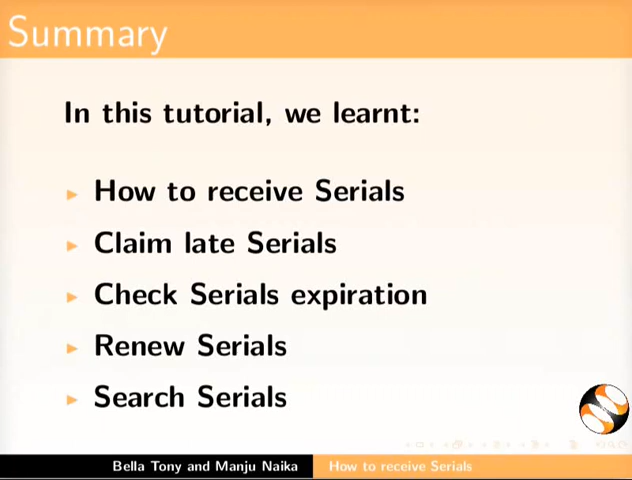 Summary
In this tutorial, we learnt:
How to receive Serials
Claim late Serials
Check Serials expiration
Renew Serials
Search Serials
Bella Tony and Manju Naika How to receive Serials